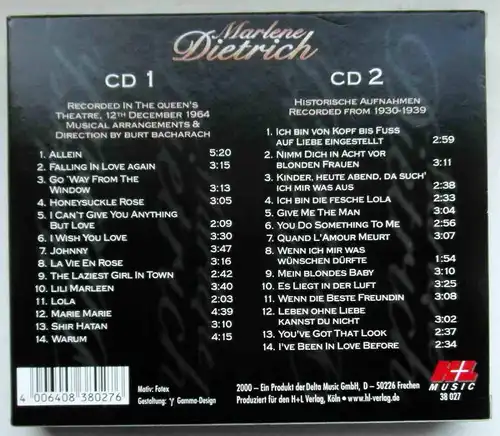 Marlene
Dietrich
CD 1
Recorded In The Queen's
Theatre, 12th December 1964
Musical arrangements &
Direction by Burt Bacharach
1. Allein 5:20
2. Falling In Love again 3:15
3. Go 'Way From The
Window 3:13
4. Honeysuckle Rose 3:05
5. I Can't Give You Anything
But Love 2:09
6. I Wish You Love 3:30
7. Johnny 3:47
8. La Vie En Rose 3:16
9. The Laziest Girl In Town 2:42
10. Lili Marleen 3:40
11. Lola 2:03
12. Marie Marie 4:39
13. Shir Hatan 3:10
14. Warum 4:15
CD 2
Historische Aufnahmen
Recorded from 1930-1939
1. Ich bin von Kopf bis Fuss
auf Liebe eingestellt 2:59
2. Nimm Dich in Acht vor
blonden Frauen 3:11
3. Kinder, heute abend, da such'
ich mir was aus 2:38
4. Ich bin die fesche Lola 2:33
5. Give Me The Man 3:04
6. You Do Something To Me 2:56
7. Quand L'Amour Meurt 3:07
8. Wenn ich mir was
wünschen dürfte 1:54
9. Mein blondes Baby 3:10
10. Es liegt in der Luft 3:25
11. Wenn die Beste Freundin 3:08
12. Leben ohne Liebe
kannst du nicht 3:02
13. You've Got That Look 2:37
14. I've Been In Love Before 2:34
4 006408 380276
Motiv: Fotex
Gestaltung: γ Gamma-Design
2000 – Ein Produkt der Delta Music GmbH, D – 50226 Frechen
Produziert für den H+L Verlag, Köln • www.hl-verlag.de
H+L
MUSIC
38 027